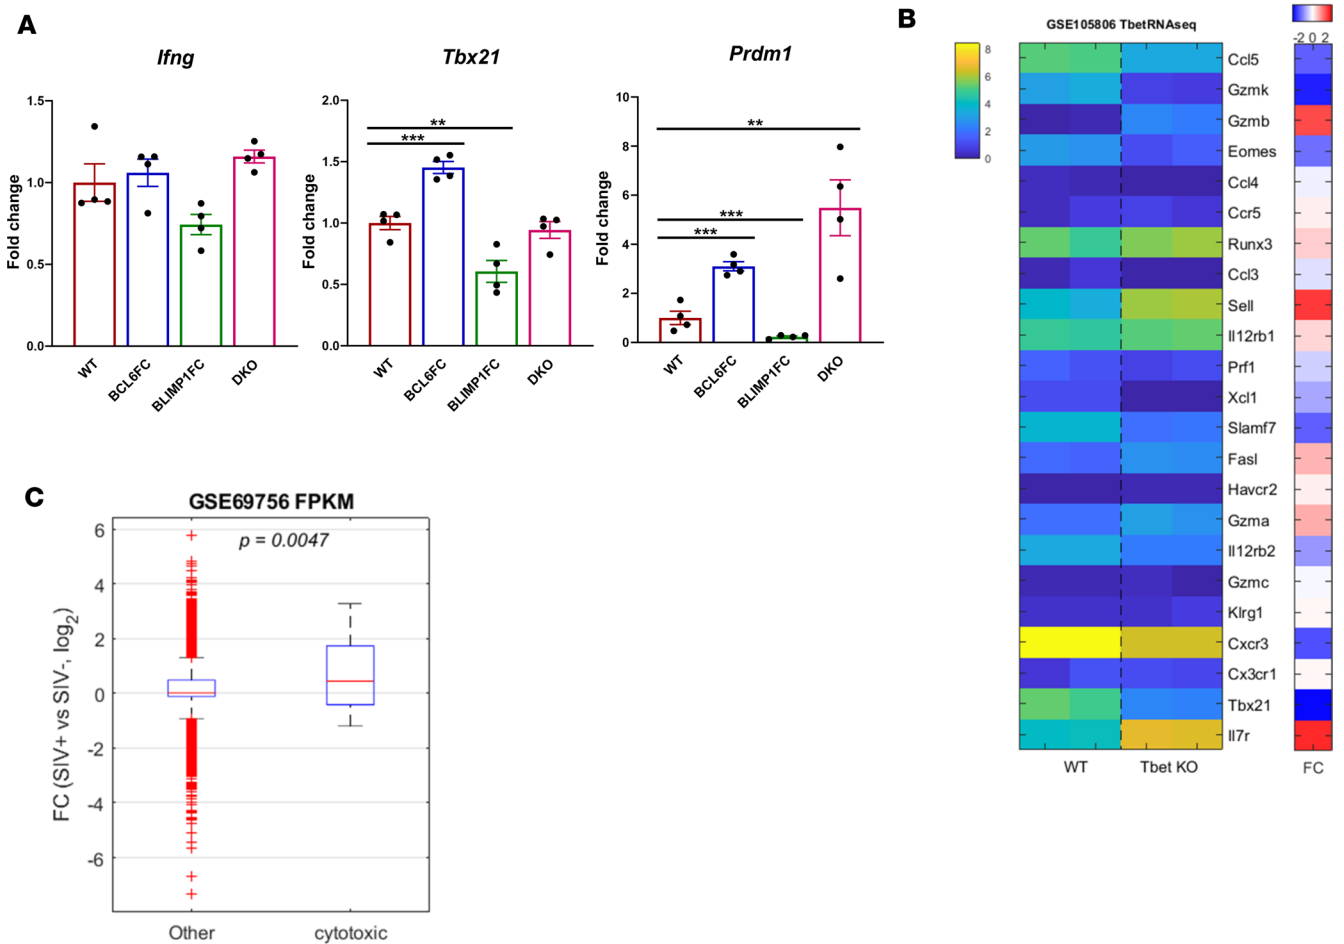 A
Ifng
Fold change
1.5
1.0
0.5
0.0
WT
BCL6FC
BLIMP1FC
DKO
Tbx21
Fold change
2.0
1.5
1.0
0.5
0.0
**
***
WT
BCL6FC
BLIMP1FC
DKO
Prdm1
Fold change
10
8
6
4
2
0
**
***
***
WT
BCL6FC
BLIMP1FC
DKO
B
GSE105806 TbetRNAseq
8
6
4
2
0
-2 0 2
Ccl5
Gzmk
Gzmb
Eomes
Ccl4
Ccr5
Runx3
Ccl3
Sell
Il12rb1
Prf1
Xcl1
Slamf7
Fasl
Havcr2
Gzma
Il12rb2
Gzmc
Klrg1
Cxcr3
Cx3cr1
Tbx21
Il7r
WT Tbet KO FC
C
GSE69756 FPKM
p = 0.0047
FC (SIV+ vs SIV-, log2)
6
4
2
0
-2
-4
-6
Other cytotoxic